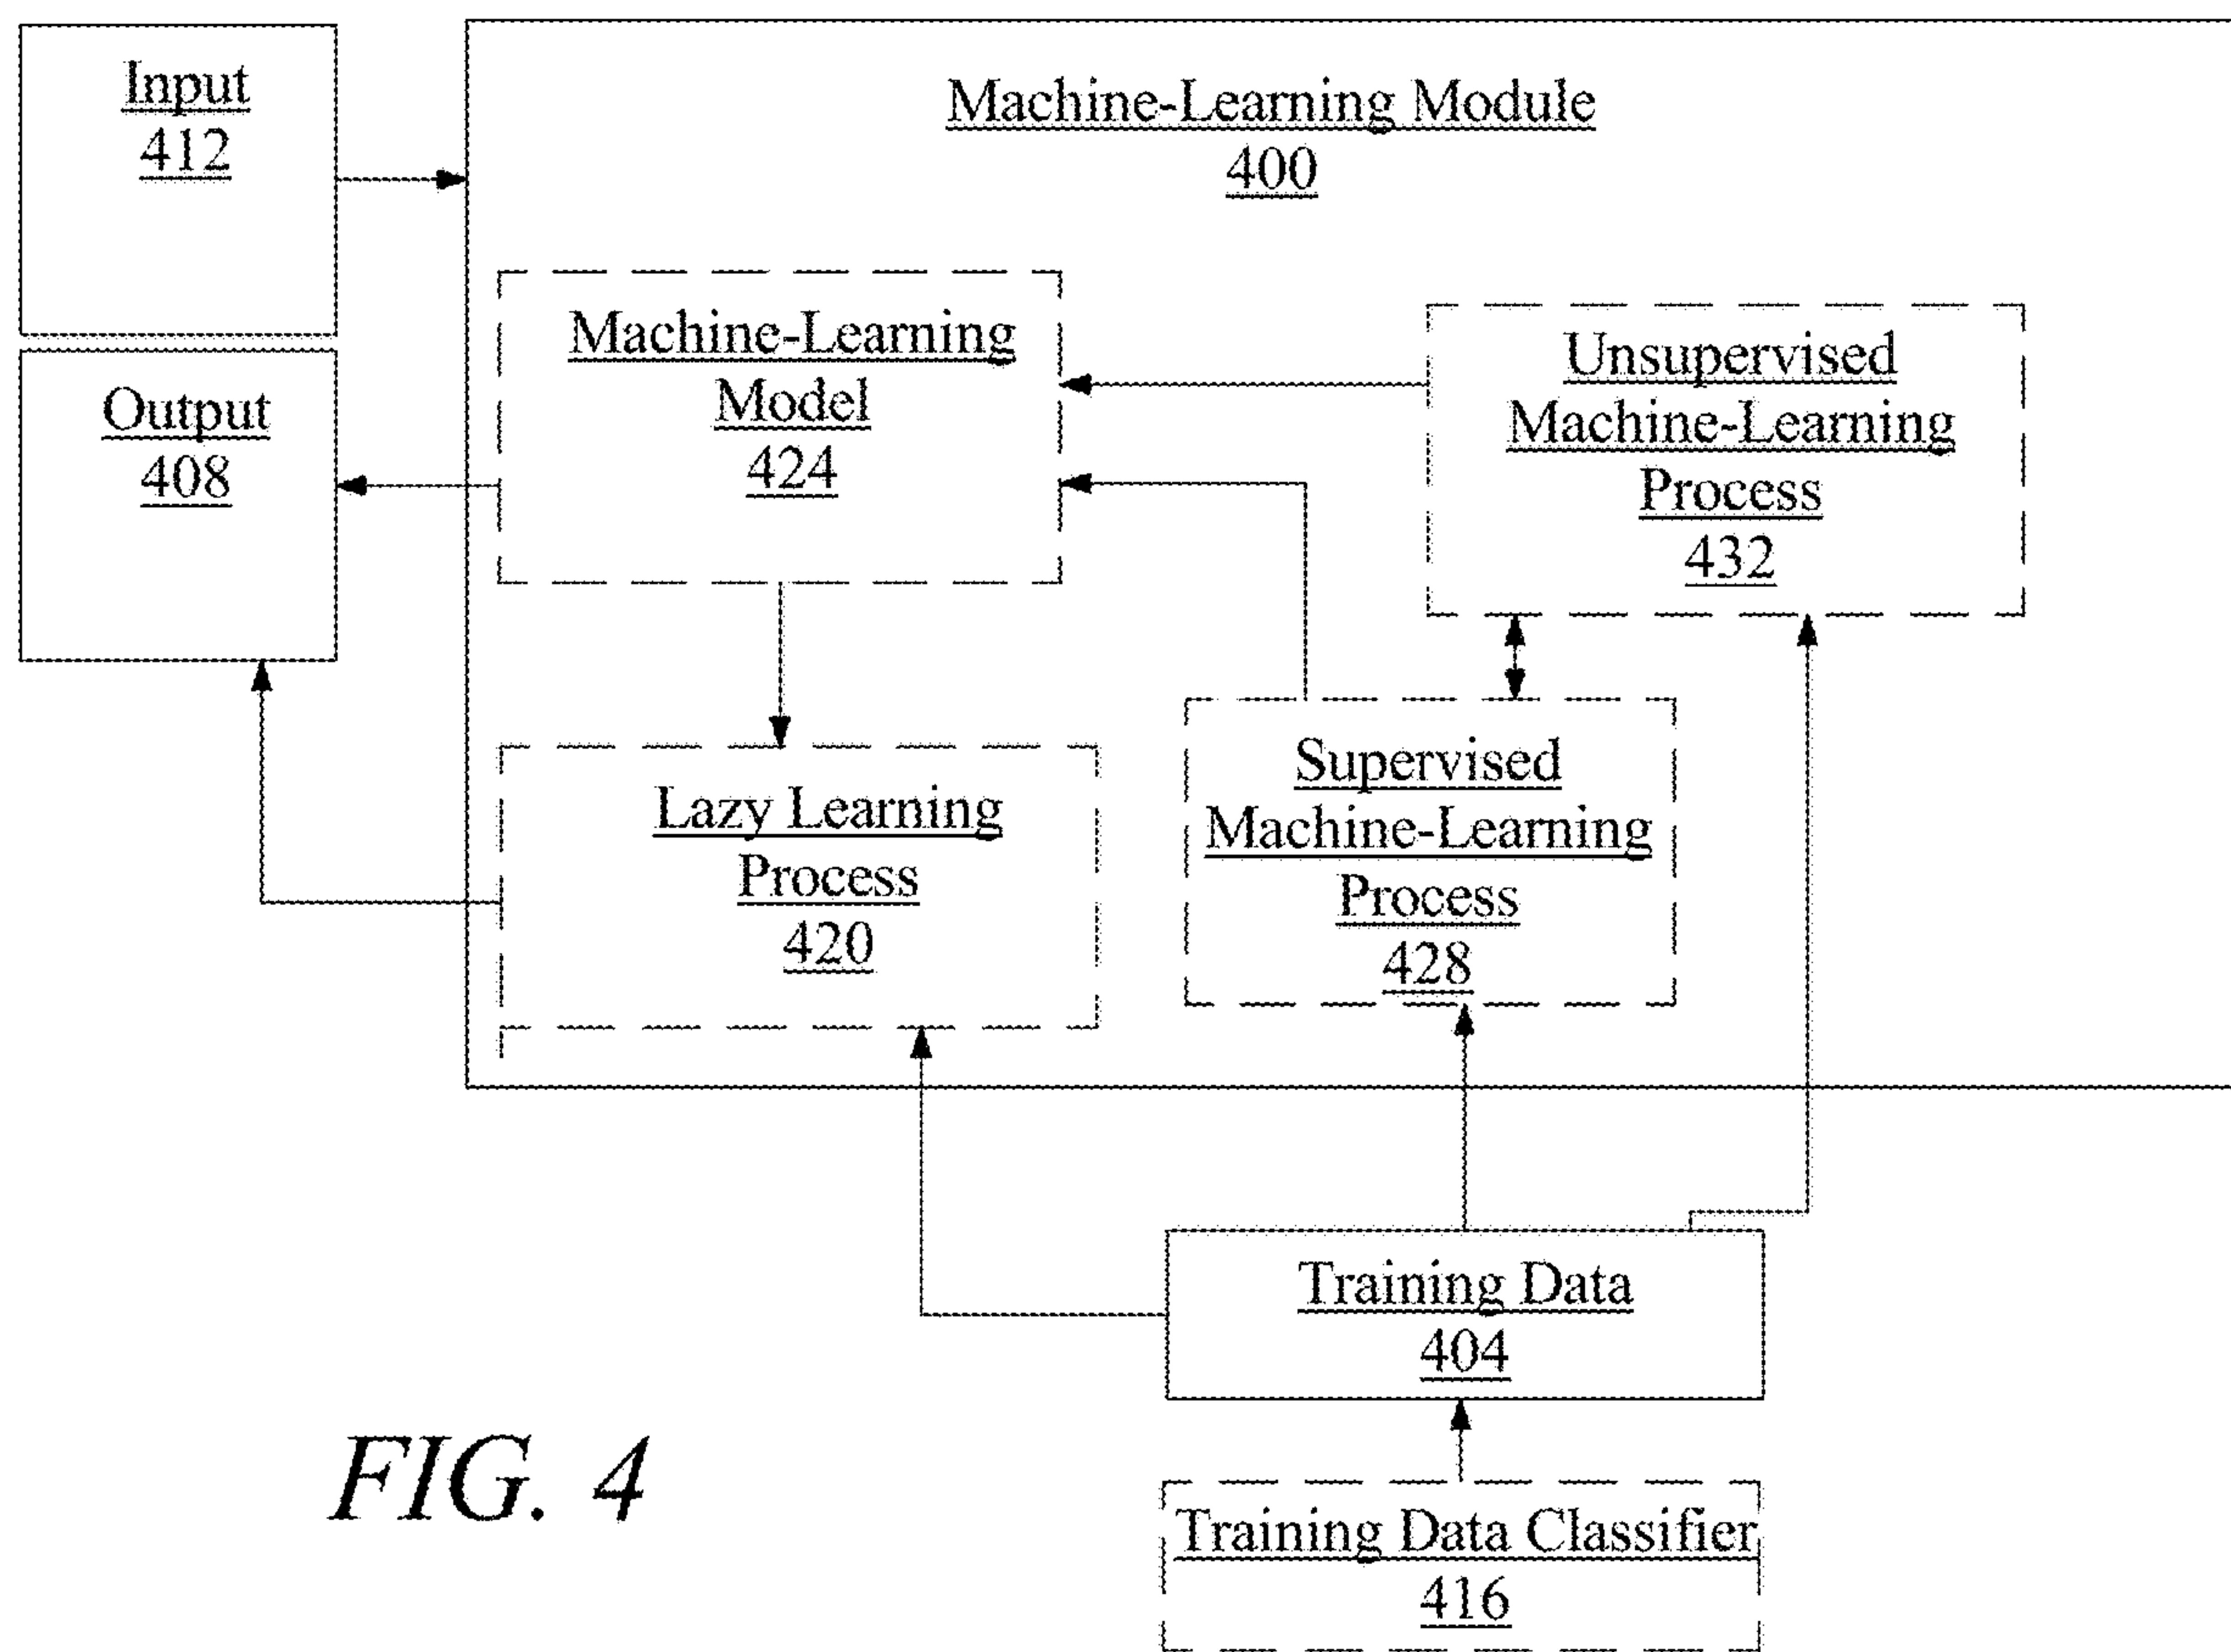 Input
412
Machine-Learning Module
400
Output
408
Machine-Learning
Model
424
Unsupervised
Machine-Learning
Process
432
Lazy Learning
Process
420
Supervised
Machine-Learning
Process
428
Training Data
404
Training Data Classifier
416
FIG. 4